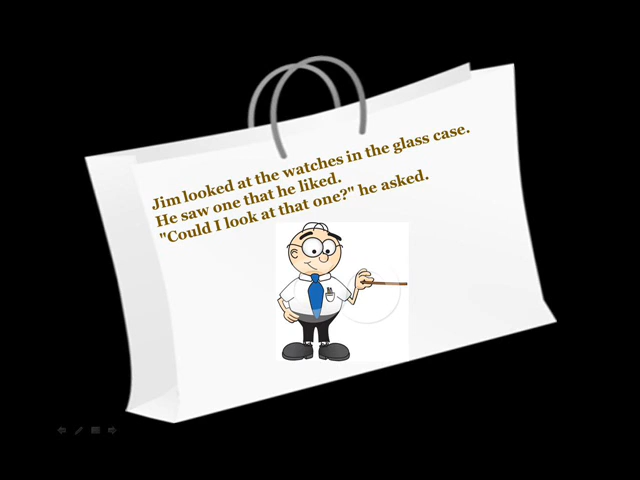 Jim looked at the watches in the glass case.
He saw one that he liked.
"Could I look at that one?" he asked.